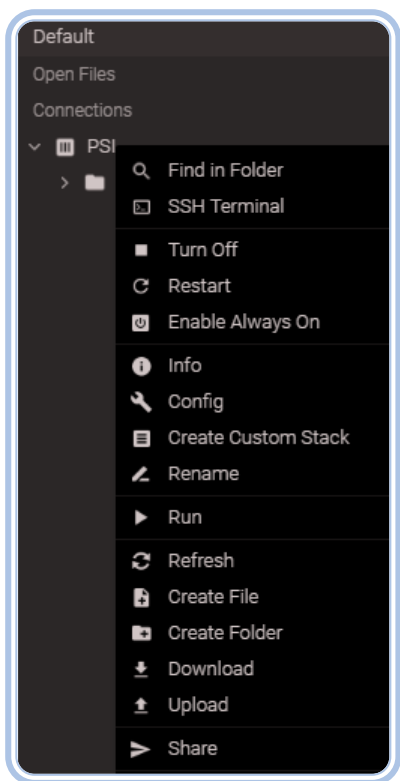 Default
Open Files
Connections
PSI
Find in Folder
SSH Terminal
Turn Off
Restart
Enable Always On
Info
Config
Create Custom Stack
Rename
Run
Refresh
Create File
Create Folder
Download
Upload
Share